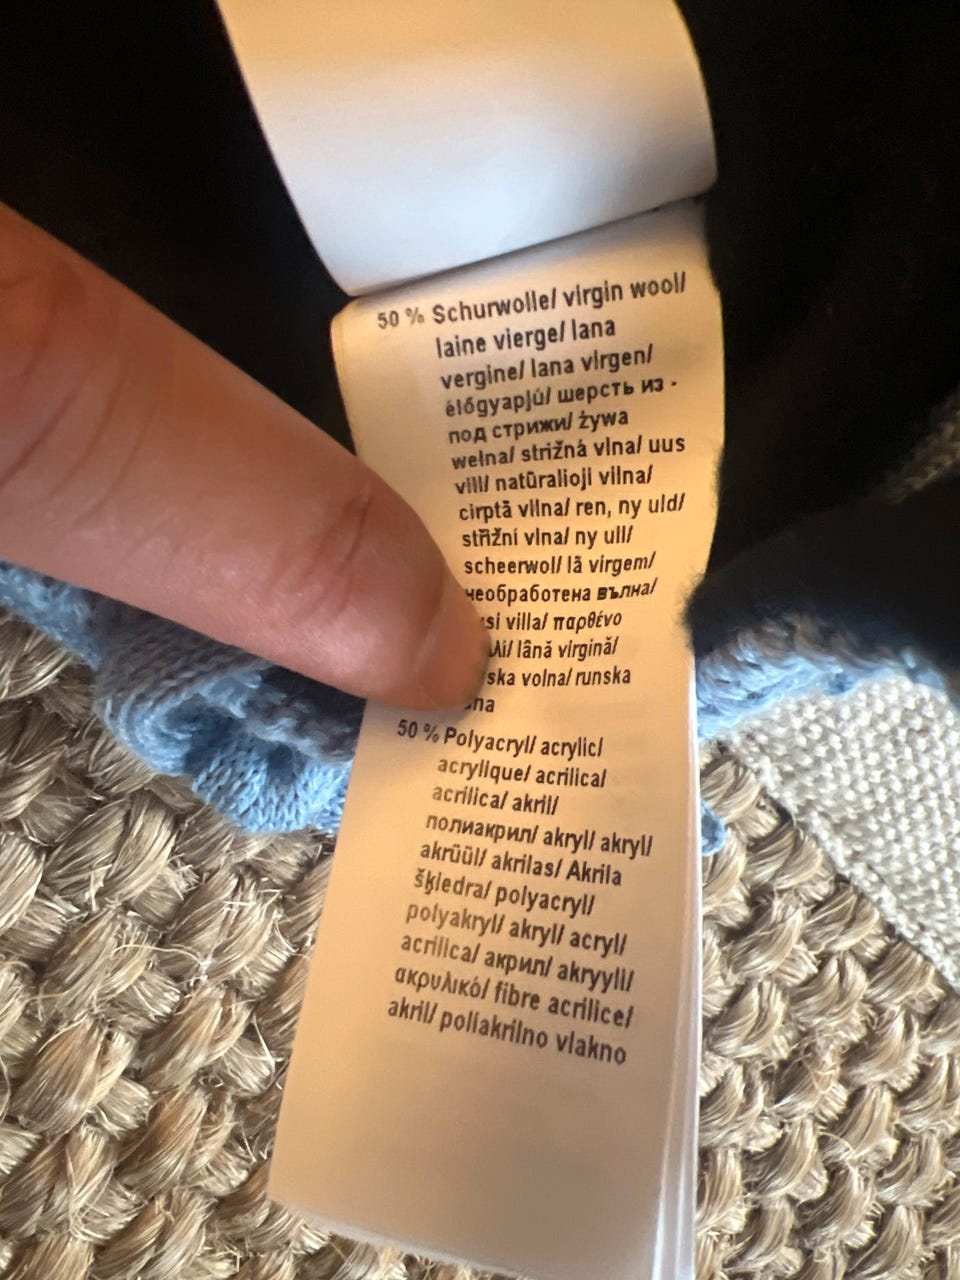 50 % Schurwolle/ virgin wool/
laine vierge/ lana
vergine/ lana virgen/
élőgyapjú/ шерсть из -
под стрижи/ żywa
wełna/ strižná vlna/ uus
vill/ natūralioji vilna/
cirptā vilna/ ren, ny uld/
střižní vlna/ ny ull/
scheerwol/ lã virgem/
необработена вълна/
villa/ παρθένο
lână virgină/
volna/ runska
50 % Polyacryl/ acrylic/
acrylique/ acrilica/
acrilica/ akril/
полиакрил/ akryl/ akryl/
akrüül/ akrilas/ Akrila
šķiedra/ polyacryl/
polyakryl/ akryl/ acryl/
acrilica/ акрил/ akryyli/
ακρυλικό/ fibre acrilice/
akril/ poliakrilno vlakno